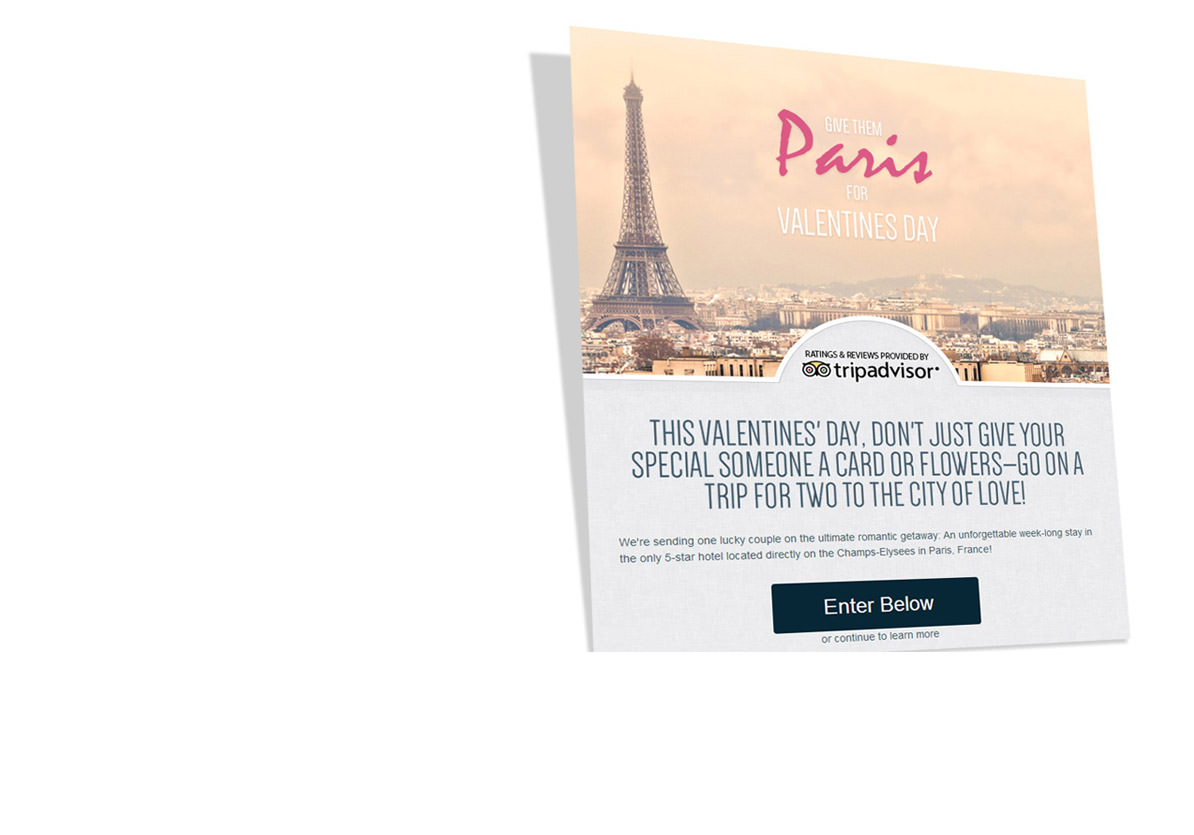 GIVE THEM
Paris
FOR
VALENTINES DAY
RATINGS & REVIEWS PROVIDED BY
tripadvisor
THIS VALENTINES' DAY, DON'T JUST GIVE YOUR
SPECIAL SOMEONE A CARD OR FLOWERS—GO ON A
TRIP FOR TWO TO THE CITY OF LOVE!
We're sending one lucky couple on the ultimate romantic getaway: An unforgettable week-long stay in
the only 5-star hotel located directly on the Champs-Elysees in Paris, France!
Enter Below
or continue to learn more